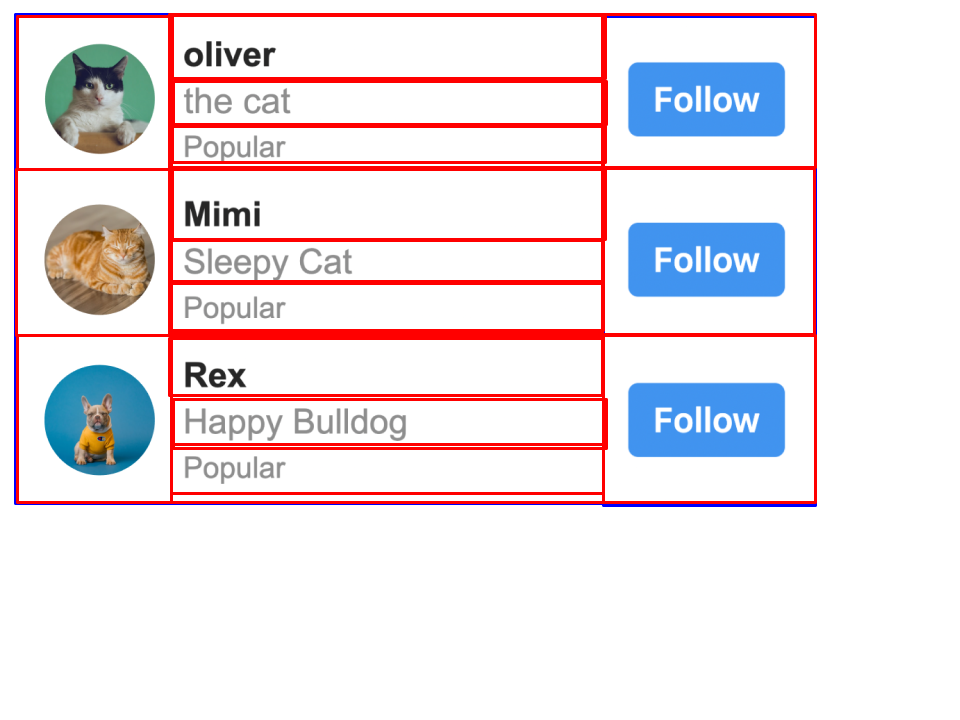 oliver
the cat
Popular
Follow
Mimi
Sleepy Cat
Popular
Follow
Rex
Happy Bulldog
Popular
Follow